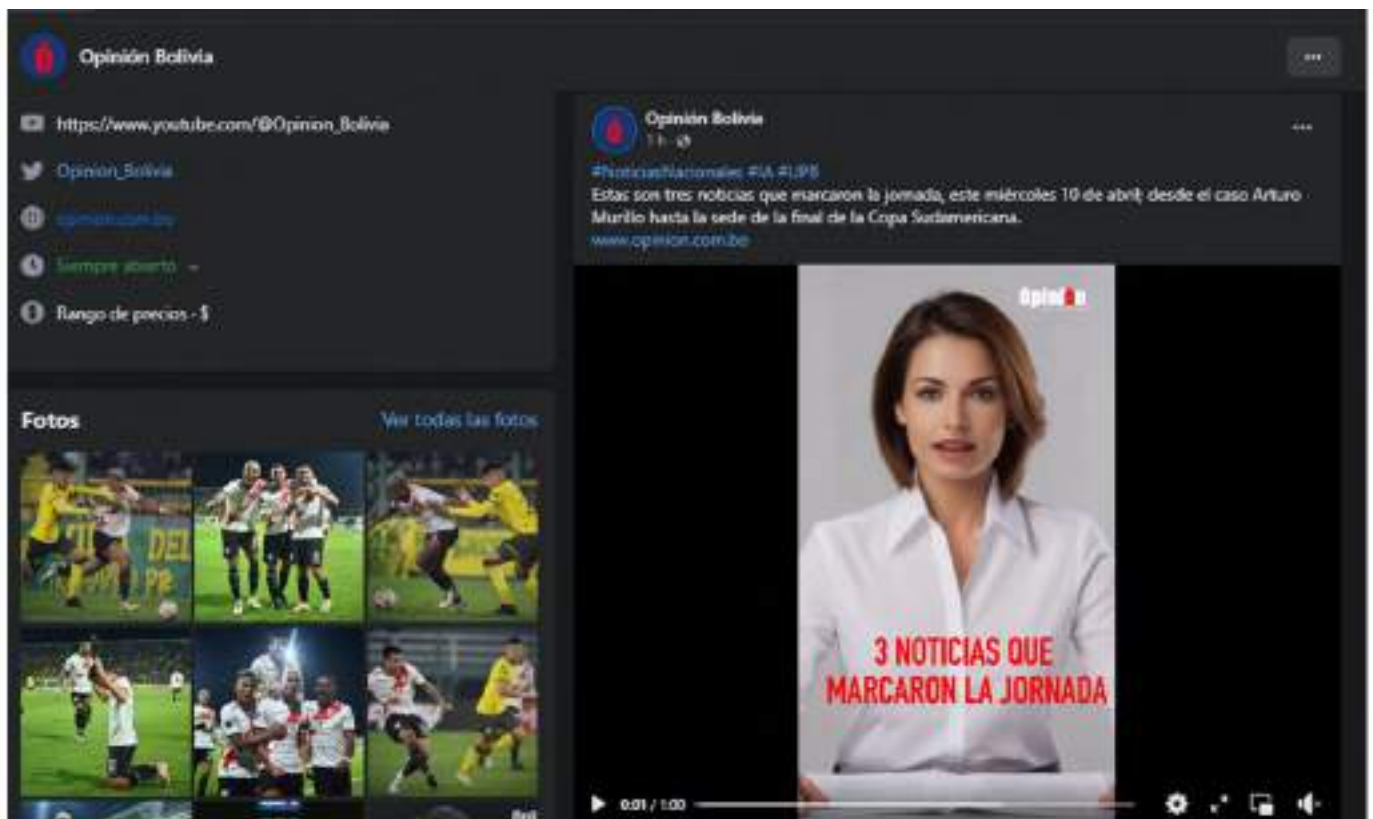 Opinión Bolivia
https://www.youtube.com/@Opinion_Bolivia
Opinion_Bolivia
opinion.com.bo
Siempre abierto
Rango de precios · $
Fotos
Ver todas las fotos
DEL
Opinión Bolivia
1 h
#NoticiasNacionales #IA #UPB
Estas son tres noticias que marcaron la jornada, este miércoles 10 de abril; desde el caso Arturo
Murillo hasta la sede de la final de la Copa Sudamericana.
www.opinion.com.bo
Opinión
3 NOTICIAS QUE
MARCARON LA JORNADA
0:01 / 1:00